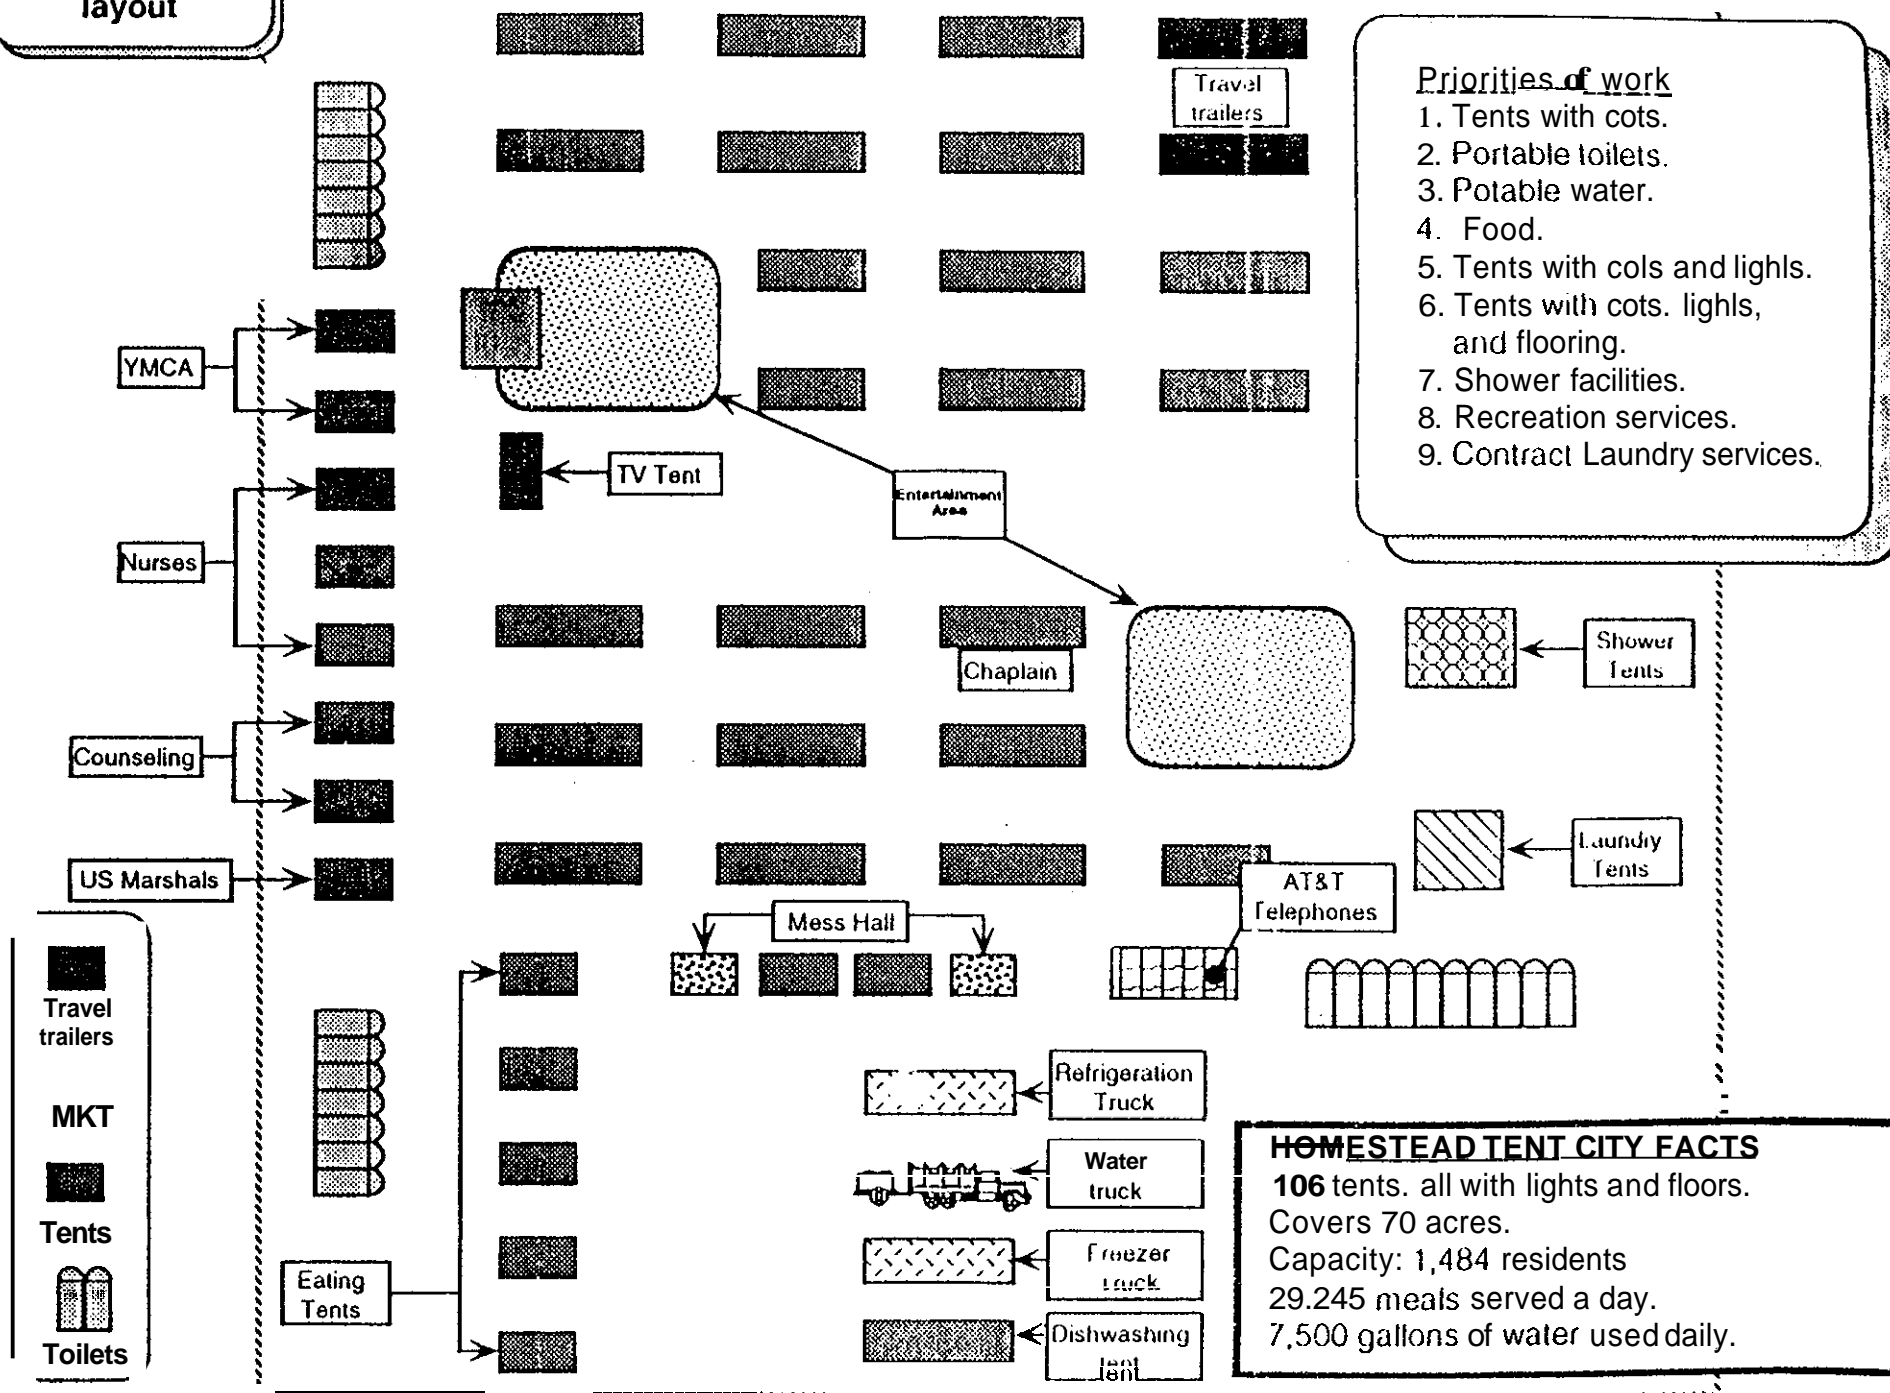 layout
Travel
trailers
Priorities of work
1. Tents with cots.
2. Portable toilets.
3. Potable water.
4. Food.
5. Tents with cols and lighls.
6. Tents with cots. lighls,
and flooring.
7. Shower facilities.
8. Recreation services.
9. Contract Laundry services.
YMCA
TV Tent
Entertainment
Area
Nurses
Chaplain
Shower
Tents
Counseling
US Marshals
Laundry
Tents
AT&T
Telephones
Mess Hall
Travel
trailers
MKT
Tents
Toilets
Eating
Tents
Refrigeration
Truck
Water
truck
Freezer
truck
Dishwashing
tent
HOMESTEAD TENT CITY FACTS
106 tents. all with lights and floors.
Covers 70 acres.
Capacity: 1,484 residents
29.245 meals served a day.
7,500 gallons of water used daily.